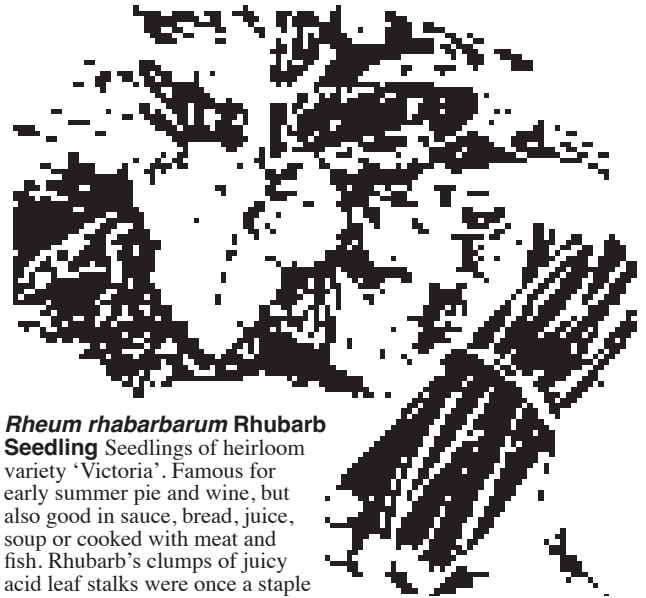 Rheum rhabarbarum Rhubarb
Seedling Seedlings of heirloom
variety ‘Victoria’. Famous for
early summer pie and wine, but
also good in sauce, bread, juice,
soup or cooked with meat and
fish. Rhubarb’s clumps of juicy
acid leaf stalks were once a staple